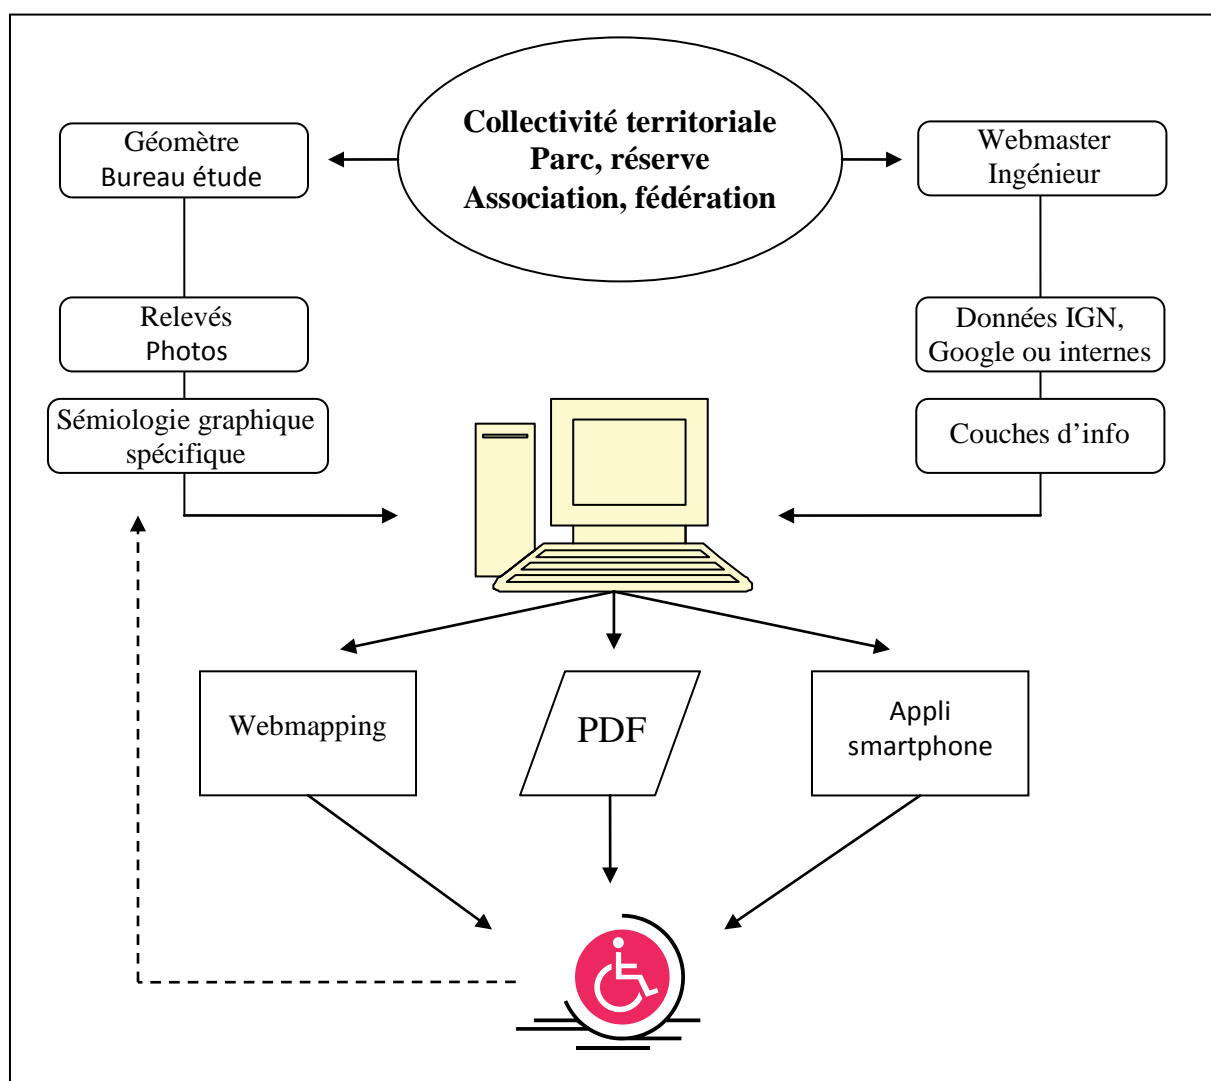 Collectivité territoriale
Parc, réserve
Association, fédération
Géomètre
Bureau étude
Webmaster
Ingénieur
Relevés
Photos
Données IGN,
Google ou internes
Sémiologie graphique
spécifique
Couches d’info
Webmapping
PDF
Appli
smartphone